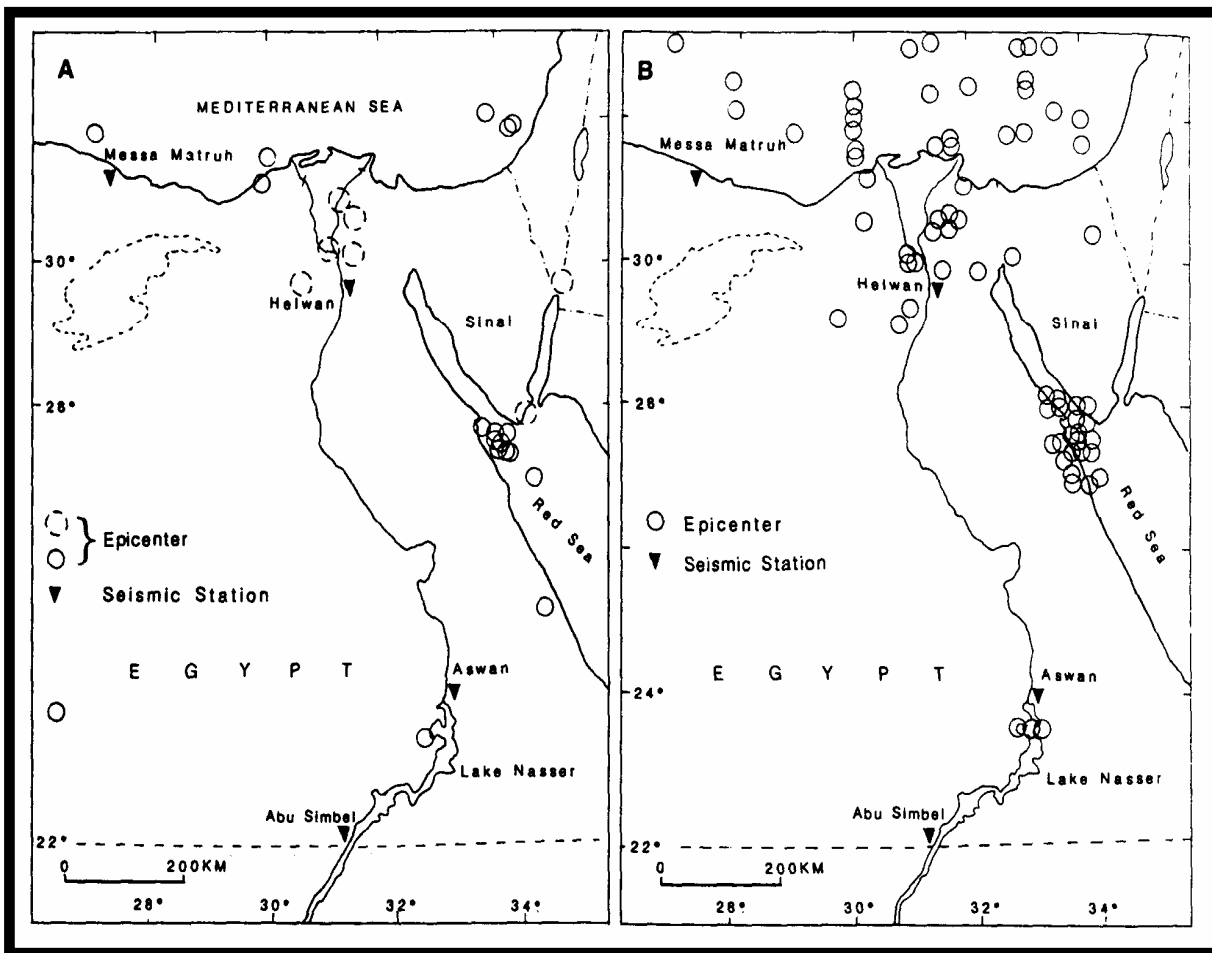 A
MEDITERRANEAN SEA
Messa Matruh
30°
Helwan
Sinai
28°
Red Sea
Epicenter
Seismic Station
E G Y P T
Aswan
Lake Nasser
Abu Simbel
22°
0 200KM
28° 30° 32° 34°
B
Messa Matruh
30°
Helwan
Sinai
28°
Red Sea
Epicenter
Seismic Station
E G Y P T
Aswan
24°
Lake Nasser
Abu Simbel
22°
0 200KM
28° 30° 32° 34°